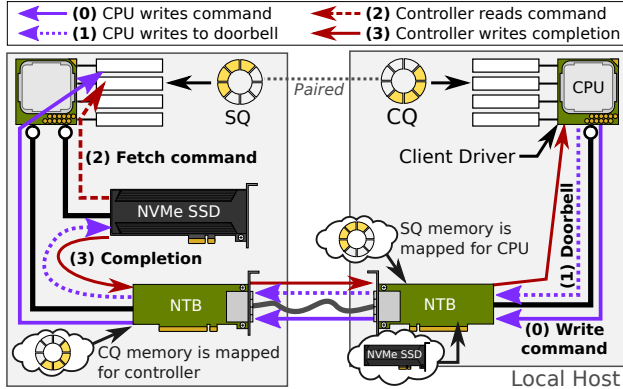 (0) CPU writes command
(2) Controller reads command
(1) CPU writes to doorbell
(3) Controller writes completion
SQ
Paired
CQ
CPU
Client Driver
(2) Fetch command
NVMe SSD
(3) Completion
SQ memory is
mapped for CPU
(1) Doorbell
NTB
NTB
(0) Write
command
CQ memory is mapped
for controller
NVMe SSD
Local Host